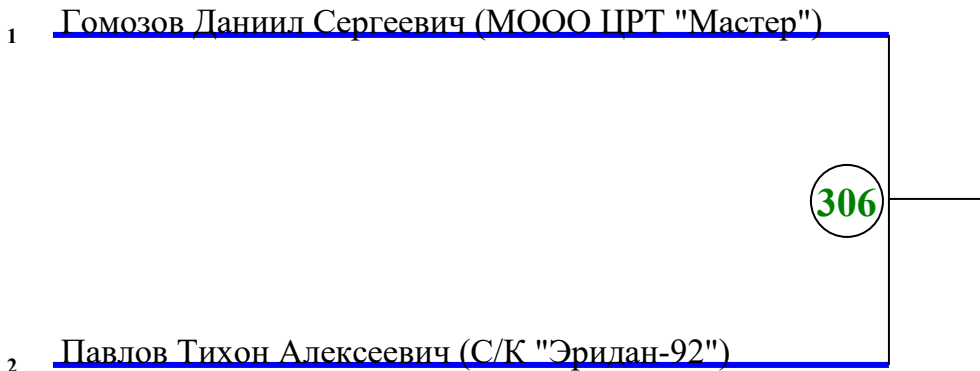 1 Гомозов Даниил Сергеевич (МООО ЦРТ "Мастер")
306
2 Павлов Тихон Алексеевич (С/К "Эридан-92")